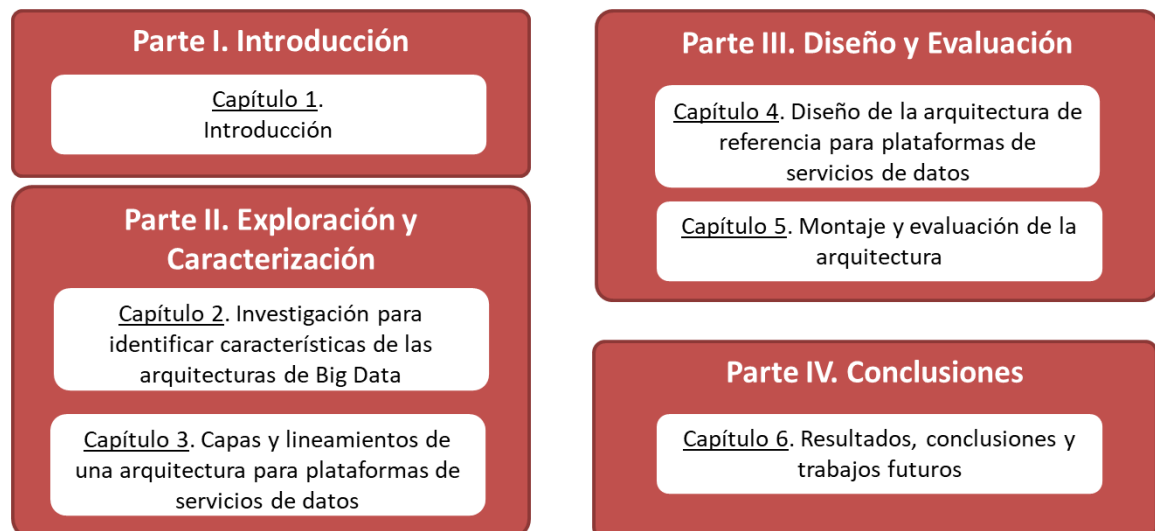 Parte I. Introducción
Capítulo 1.
Introducción
Parte II. Exploración y
Caracterización
Capítulo 2. Investigación para
identificar características de las
arquitecturas de Big Data
Capítulo 3. Capas y lineamientos de
una arquitectura para plataformas de
servicios de datos
Parte III. Diseño y Evaluación
Capítulo 4. Diseño de la arquitectura de
referencia para plataformas de
servicios de datos
Capítulo 5. Montaje y evaluación de la
arquitectura
Parte IV. Conclusiones
Capítulo 6. Resultados, conclusiones y
trabajos futuros